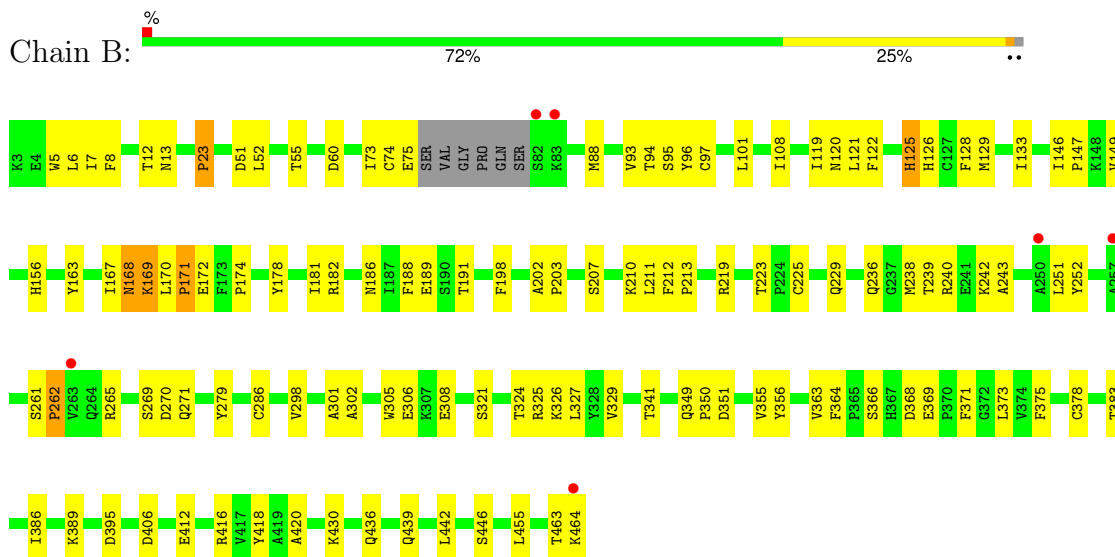 %
Chain B:
72% 25% ••
K3 E4 W5 L6 I7 F8 T12 N13 P23 D51 L52 T55 D60 I73 C74 E75 SER VAL GLY PRO GLN SER S82 K83 M88 V93 T94 S95 Y96 C97 L101 I108 I119 N120 L121 F122 H125 H126 C127 F128 M129 I133 I146 P147 K148
H156 Y163 I167 N168 K169 L170 P171 E172 F173 P174 Y178 I181 R182 N186 I187 F188 E189 S190 T191 F198 A202 P203 S207 K210 L211 F212 P213 R219 T223 P224 C225 Q229 Q236 G237 M238 T239 R240 E241 K242 A243 A250 L251 Y252 A257
S261 P262 V263 Q264 R265 S269 D270 Q271 Y279 C286 V298 A301 A302 W305 E306 K307 E308 S321 T324 R325 K326 L327 Y328 V329 T341 Q349 P350 D351 V355 Y356 V363 F364 P365 S366 H367 D368 E369 P370 F371 G372 L373 V374 F375 C378
I386 K389 D395 D406 E412 R416 V417 Y418 A419 A420 K430 Q436 Q439 L442 S446 L455 T463 K464